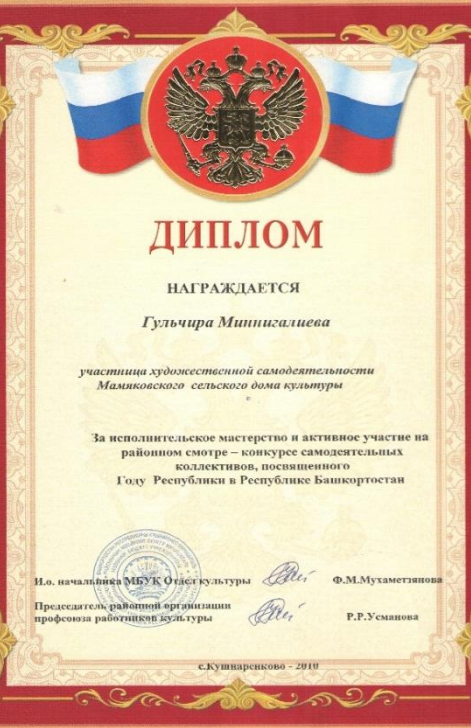 ДИПЛОМ
НАГРАЖДАЕТСЯ
Гульчира Миннигалиева
участница художественной самодеятельности
Мамяковского сельского дома культуры
За исполнительское мастерство и активное участие на
районном смотре – конкурсе самодеятельных
коллективов, посвященного
Году Республики в Республике Башкортостан
И.о. начальника МБУК Отдел культуры Ф.М.Мухаметзянова
Председатель районной организации
профсоюза работников культуры Р.Р.Усманова
с.Кушнаренково - 2010